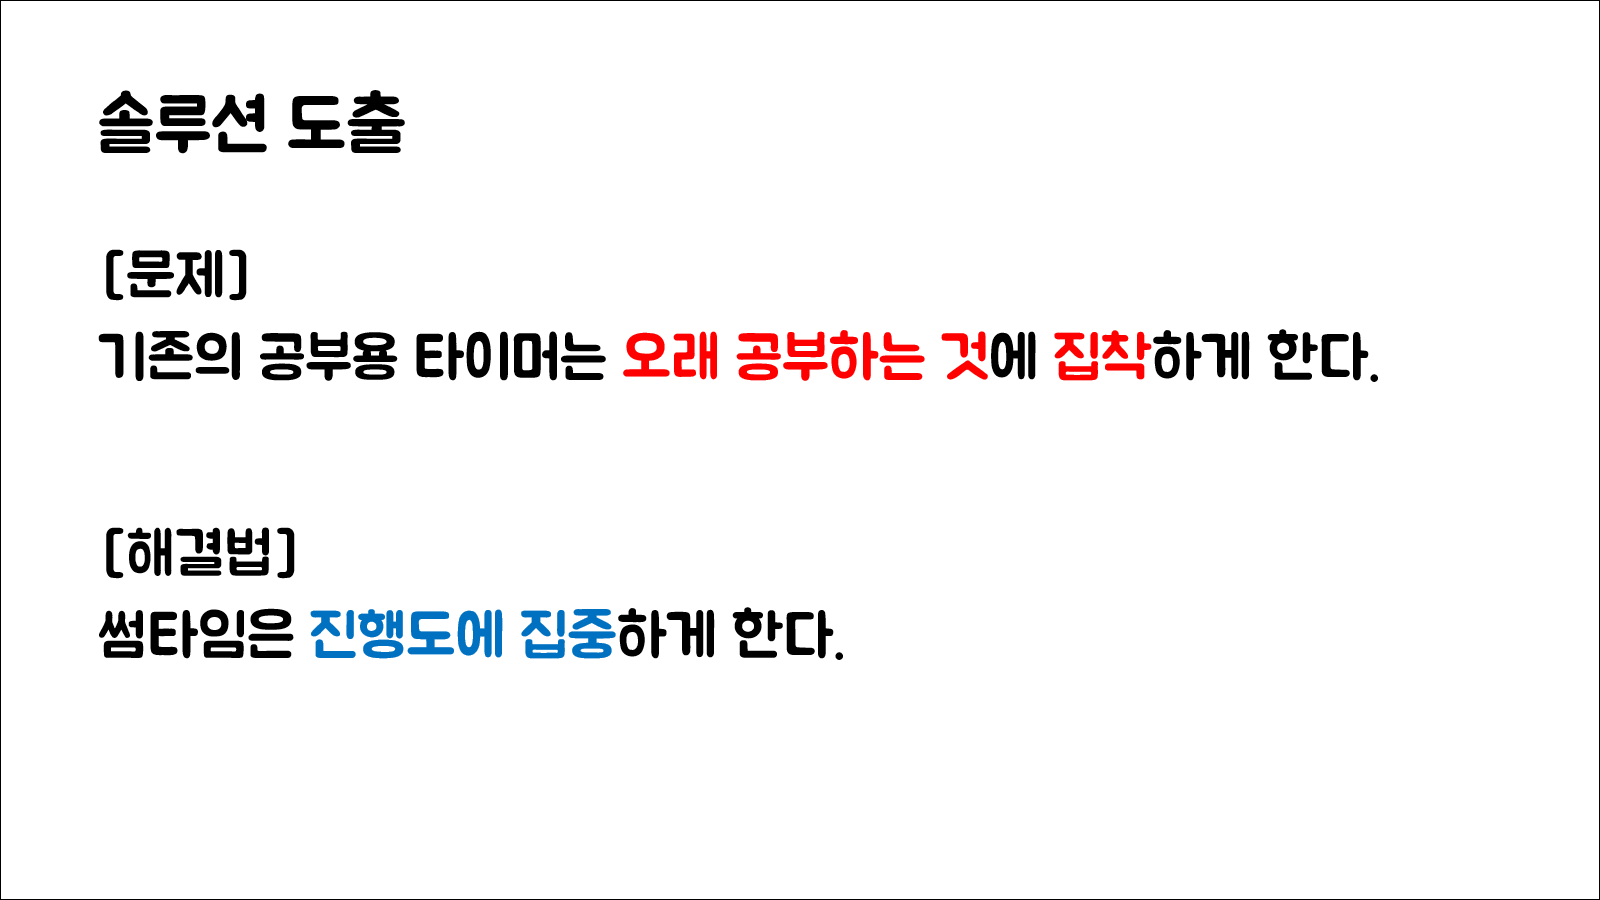 솔루션 도출
[문제]
기존의 공부용 타이머는 오래 공부하는 것에 집착하게 한다.
[해결법]
썸타임은 진행도에 집중하게 한다.